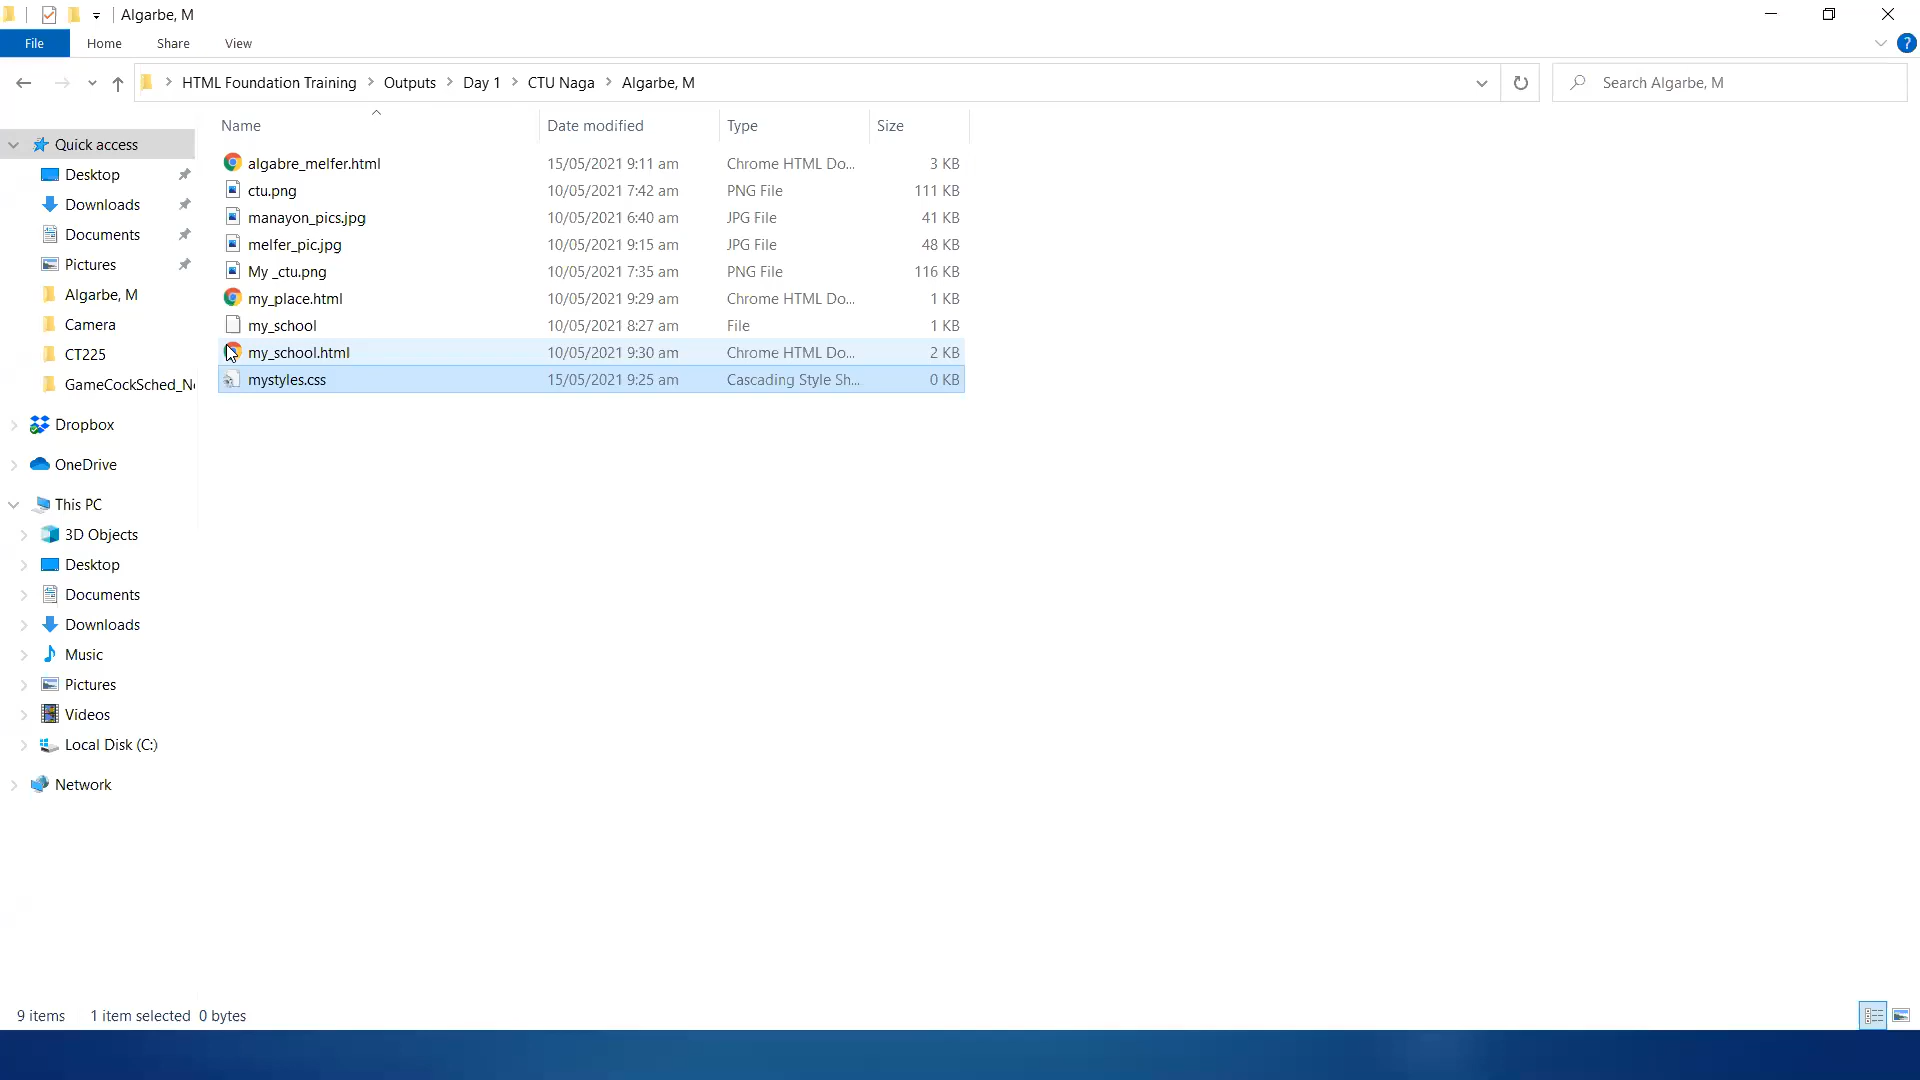 Algarbe, M
File Home Share View
HTML Foundation Training Outputs Day 1 CTU Naga Algarbe, M Search Algarbe, M
Name Date modified Type Size
Quick access
Desktop
Downloads
Documents
Pictures
Algarbe, M
Camera
CT225
GameCockSched_Ne
Dropbox
OneDrive
This PC
3D Objects
Desktop
Documents
Downloads
Music
Pictures
Videos
Local Disk (C:)
Network
algabre_melfer.html 15/05/2021 9:11 am Chrome HTML Do... 3 KB
ctu.png 10/05/2021 7:42 am PNG File 111 KB
manayon_pics.jpg 10/05/2021 6:40 am JPG File 41 KB
melfer_pic.jpg 10/05/2021 9:15 am JPG File 48 KB
My _ctu.png 10/05/2021 7:35 am PNG File 116 KB
my_place.html 10/05/2021 9:29 am Chrome HTML Do... 1 KB
my_school 10/05/2021 8:27 am File 1 KB
my_school.html 10/05/2021 9:30 am Chrome HTML Do... 2 KB
mystyles.css 15/05/2021 9:25 am Cascading Style Sh... 0 KB
9 items 1 item selected 0 bytes